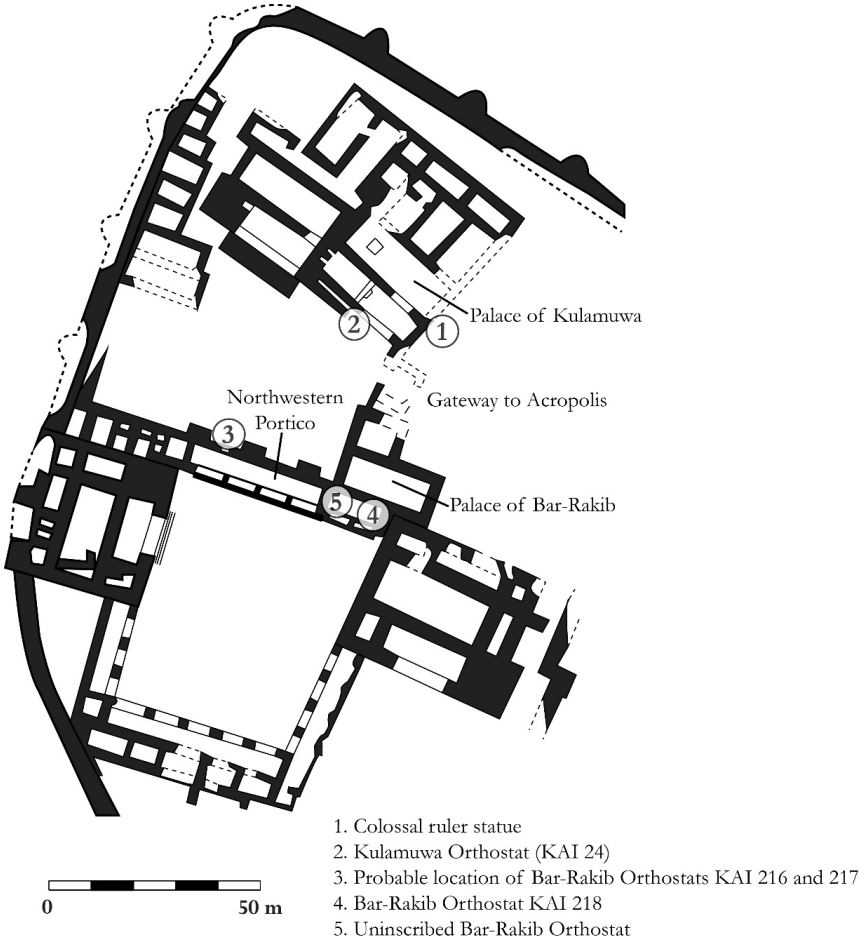 2
1
Palace of Kulamuwa
Northwestern
Portico
Gateway to Acropolis
3
5
4
Palace of Bar-Rakib
1. Colossal ruler statue
2. Kulamuwa Orthostat (KAI 24)
3. Probable location of Bar-Rakib Orthostats KAI 216 and 217
4. Bar-Rakib Orthostat KAI 218
5. Uninscribed Bar-Rakib Orthostat
0 50 m